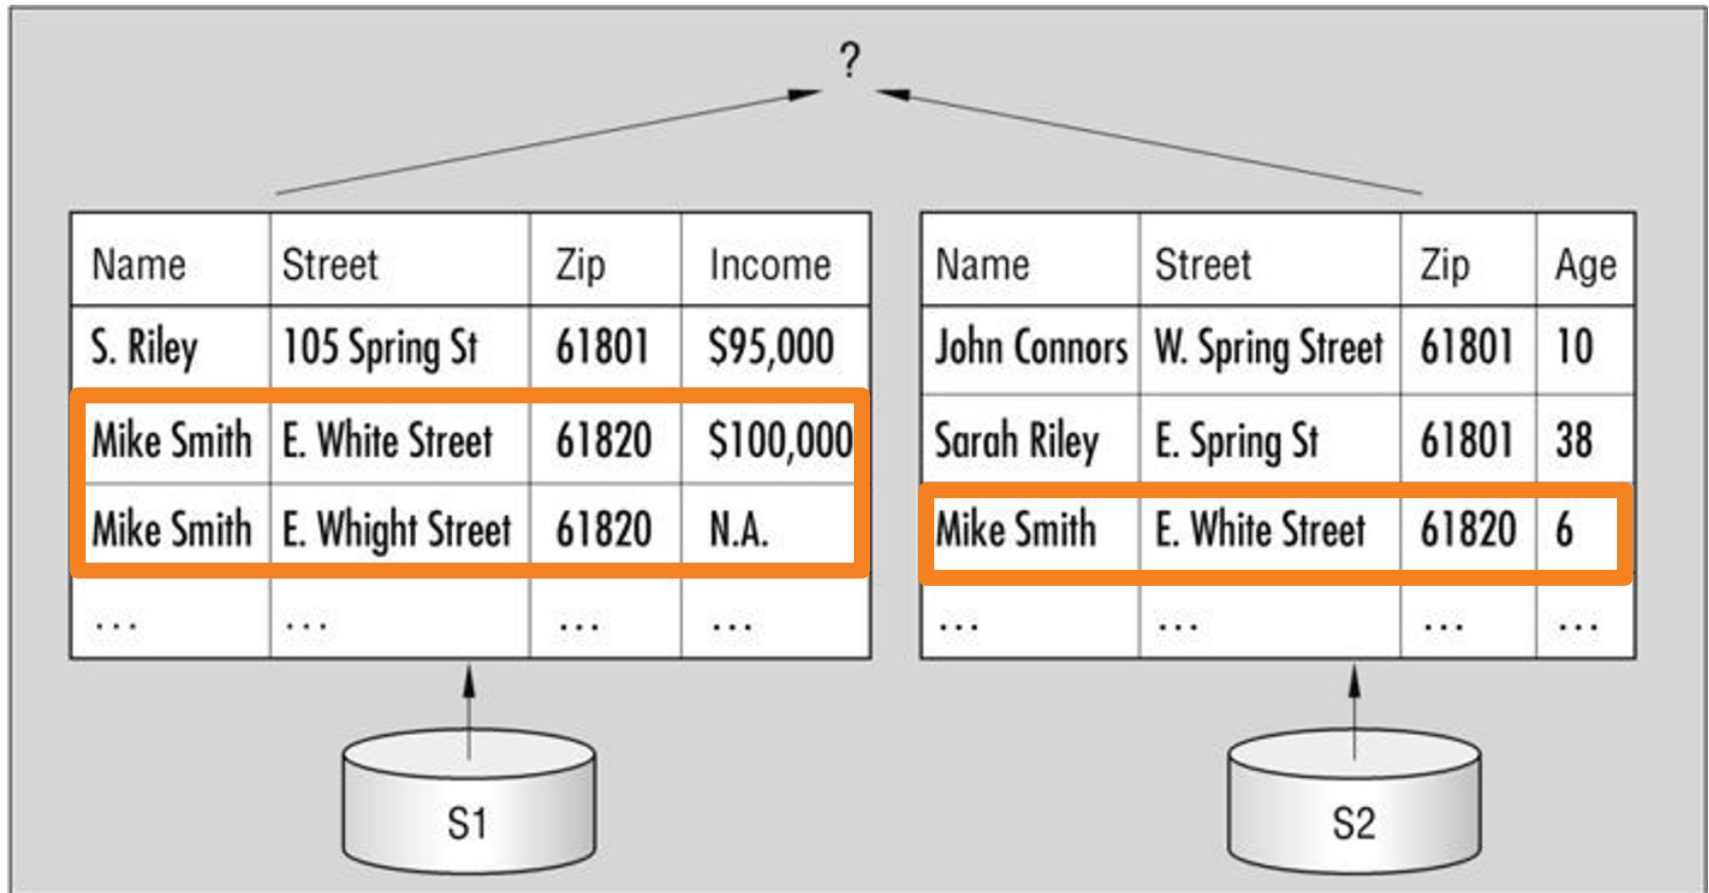 ?
Name Street Zip Income
S. Riley 105 Spring St 61801 $95,000
Mike Smith E. White Street 61820 $100,000
Mike Smith E. Whight Street 61820 N.A.
... ... ... ...
Name Street Zip Age
John Connors W. Spring Street 61801 10
Sarah Riley E. Spring St 61801 38
Mike Smith E. White Street 61820 6
... ... ... ...
S1
S2